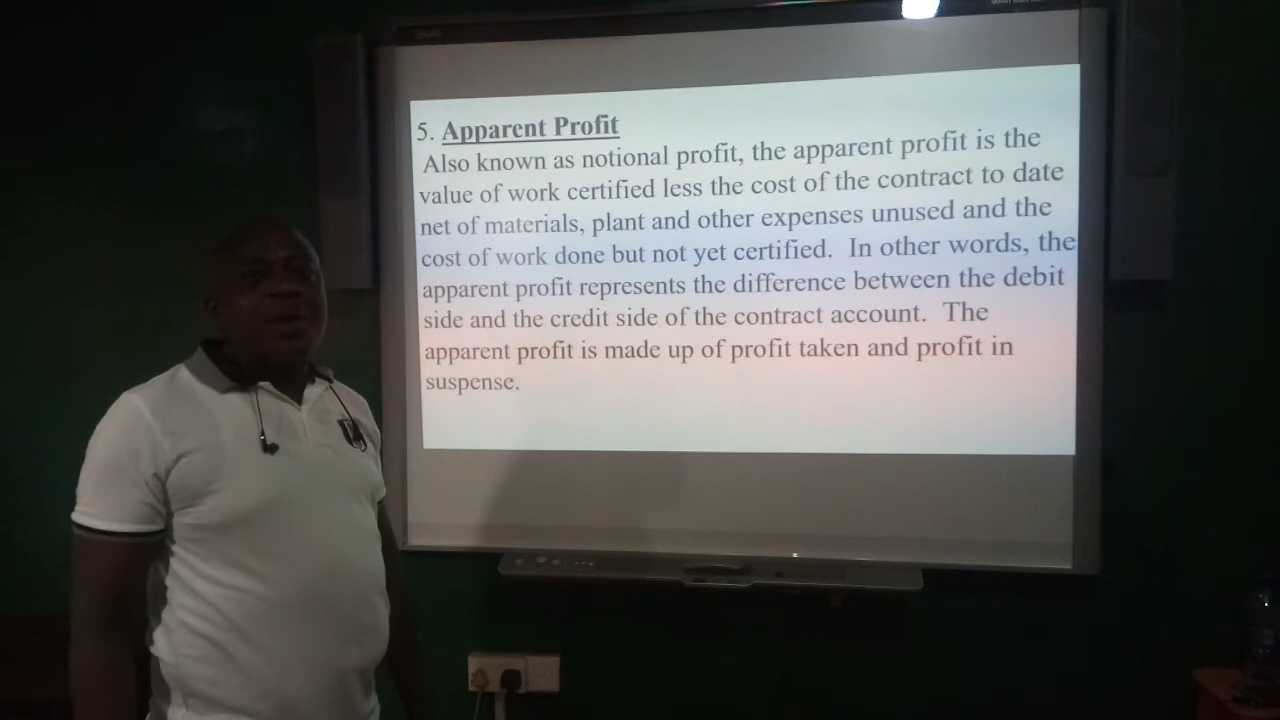 5. Apparent Profit
Also known as notional profit, the apparent profit is the
value of work certified less the cost of the contract to date
net of materials, plant and other expenses unused and the
cost of work done but not yet certified. In other words, the
apparent profit represents the difference between the debit
side and the credit side of the contract account. The
apparent profit is made up of profit taken and profit in
suspense.